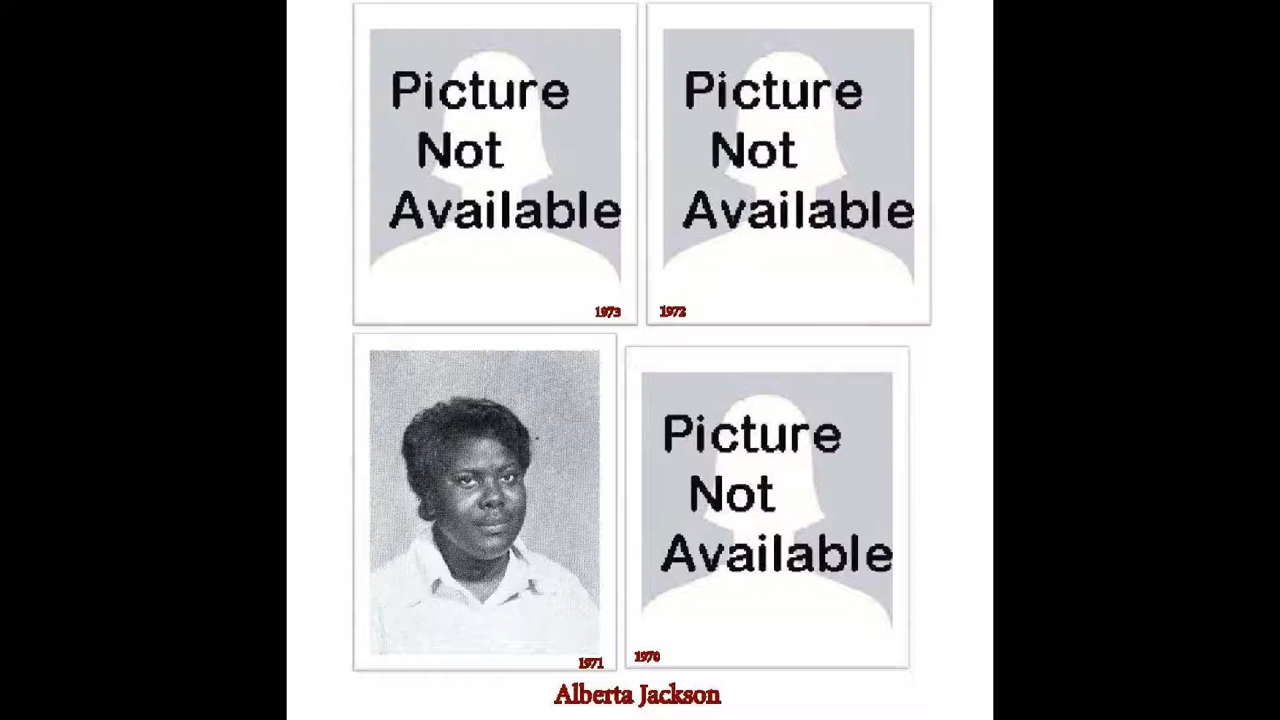 Picture
Not
Available
1973
Picture
Not
Available
1972
1971
Picture
Not
Available
1970
Alberta Jackson